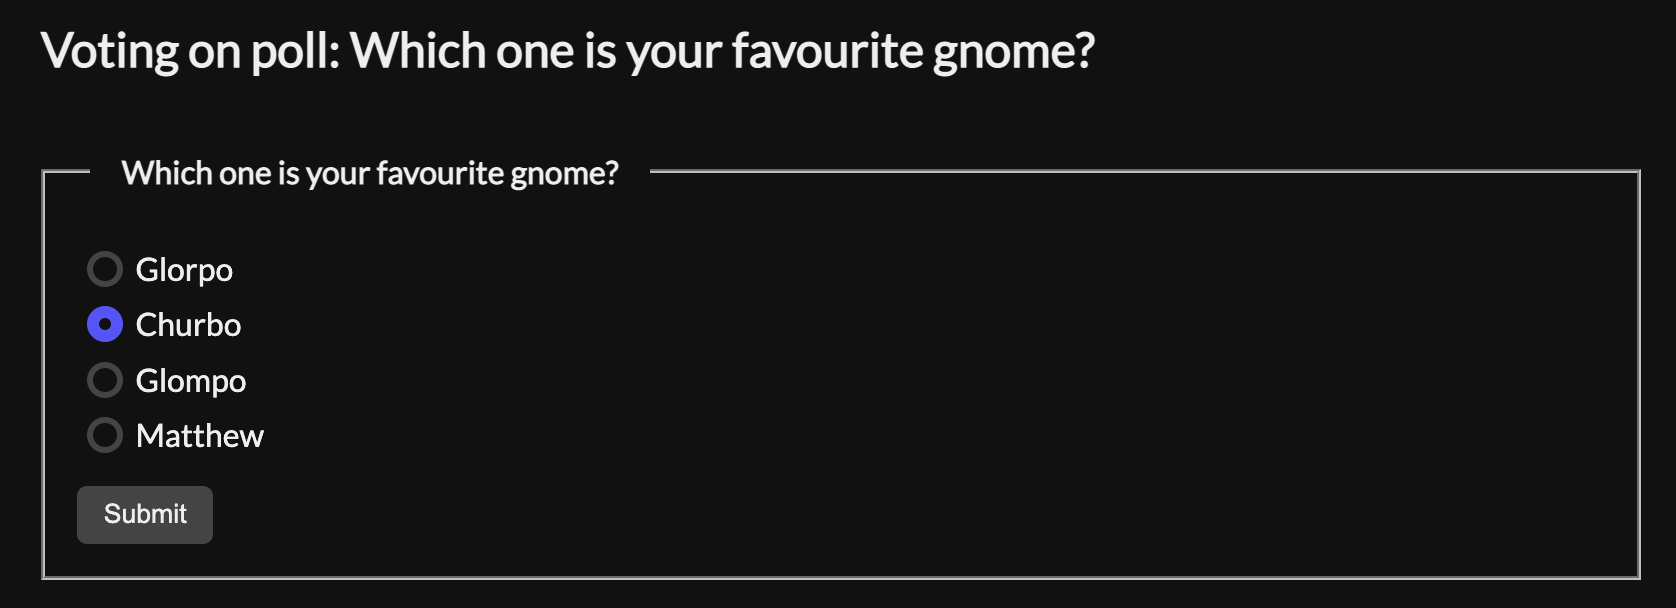 Voting on poll: Which one is your favourite gnome?
Which one is your favourite gnome?
Glorpo
Churbo
Glompo
Matthew
Submit